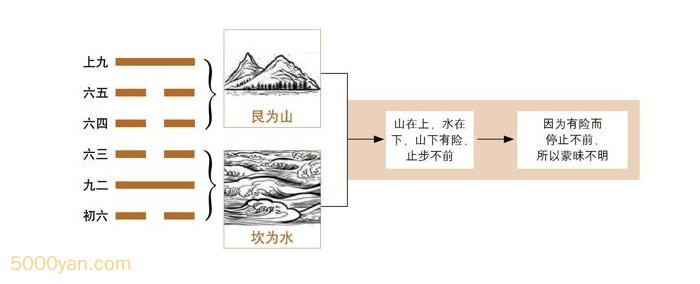 上九
六五
六四
六三
九二
初六
艮为山
坎为水
山在上，水在
下，山下有险，
止步不前
因为有险而
停止不前，
所以蒙昧不明
5000yan.com